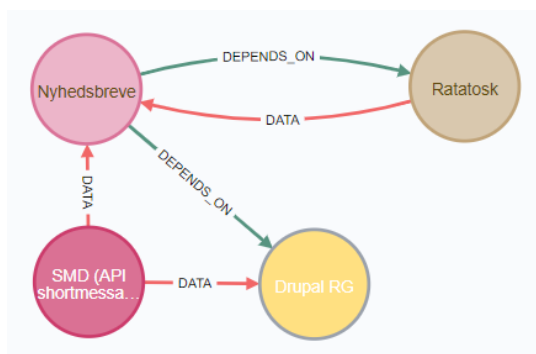 DEPENDS_ON
Nyhedsbreve
Ratatosk
DATA
DATA
DEPENDS_ON
SMD (API
shortmessa...
DATA
Drupal RG